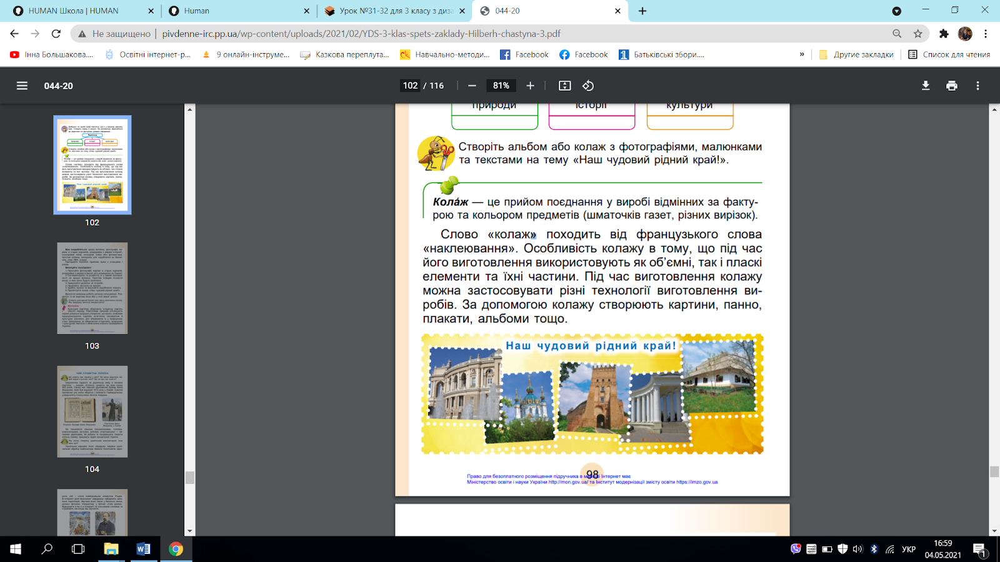 HUMAN Школа | HUMAN
Human
Урок №31-32 для 3 класу з диза
044-20
Не защищено | pivdenne-irc.pp.ua/wp-content/uploads/2021/02/YDS-3-klas-spets-zaklady-Hilberh-chastyna-3.pdf
Інна Большакова....
Освітні інтернет-р...
9 онлайн-інструме...
Казкова переплута...
Навчально-методи...
Facebook
Facebook
Батьківські збори....
»
Другие закладки
Список для чтения
044-20
102 / 116
81%
природи
історії
культури
Створіть альбом або колаж з фотографіями, малюнками
та текстами на тему «Наш чудовий рідний край!».
Кола́ж — це прийом поєднання у виробі відмінних за факту-
рою та кольором предметів (шматочків газет, різних вирізок).
Слово «колаж» походить від французького слова
«наклеювання». Особливість колажу в тому, що під час
його виготовлення використовують як об’ємні, так і пласкі
елементи та їхні частини. Під час виготовлення колажу
можна застосовувати різні технології виготовлення ви-
робів. За допомогою колажу створюють картини, панно,
плакати, альбоми тощо.
Наш чудовий рідний край!
98
Право для безоплатного розміщення підручника в мережі Інтернет має
Міністерство освіти і науки України http://mon.gov.ua/ та Інститут модернізації змісту освіти https://imzo.gov.ua
102
103
104
УКР
16:59
04.05.2021
1